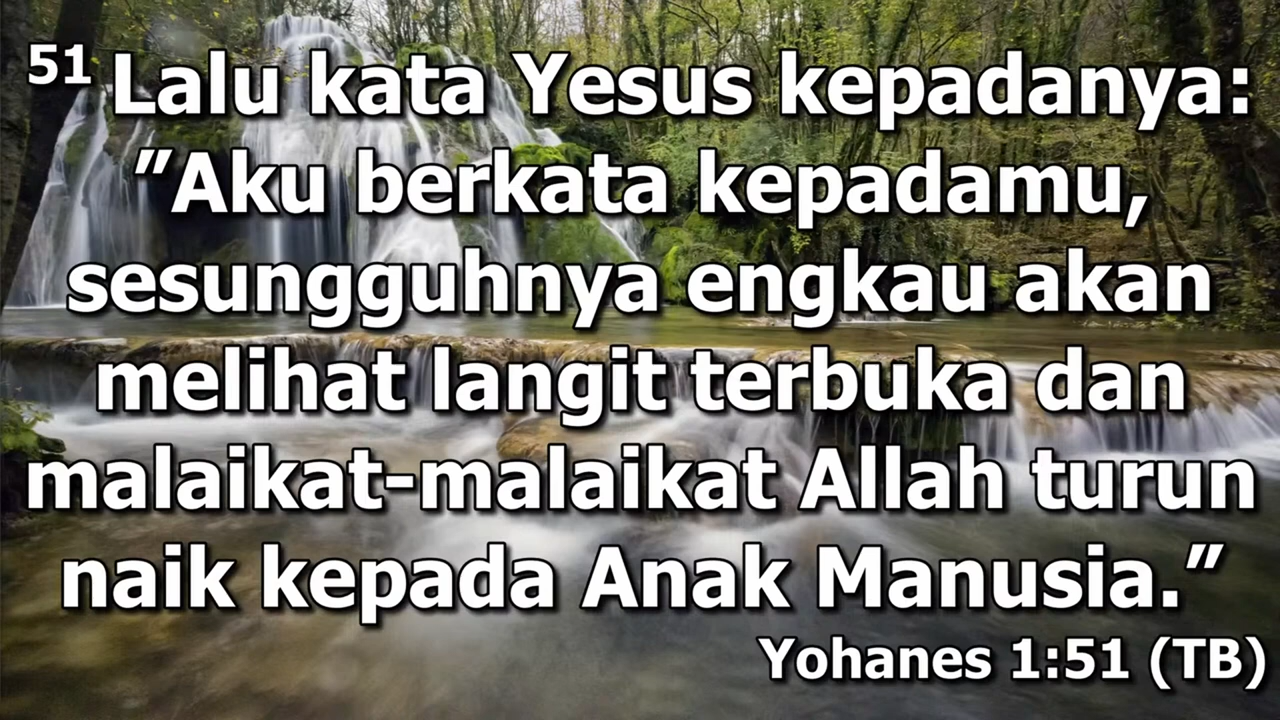 51 Lalu kata Yesus kepadanya:
”Aku berkata kepadamu,
sesungguhnya engkau akan
melihat langit terbuka dan
malaikat-malaikat Allah turun
naik kepada Anak Manusia.”
Yohanes 1:51 (TB)